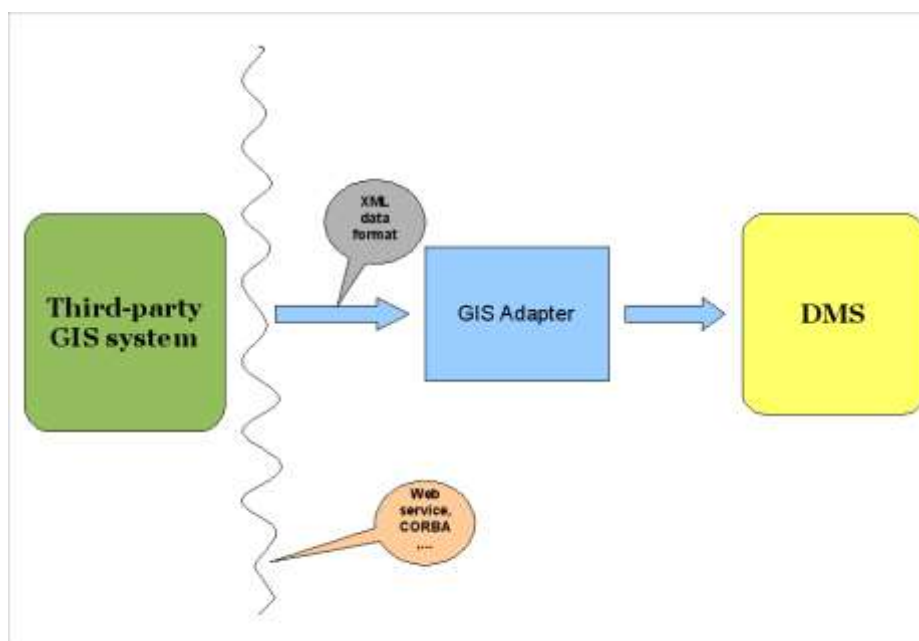 XML
data
format
Third-party
GIS system
GIS Adapter
DMS
Web
service,
CORBA
....